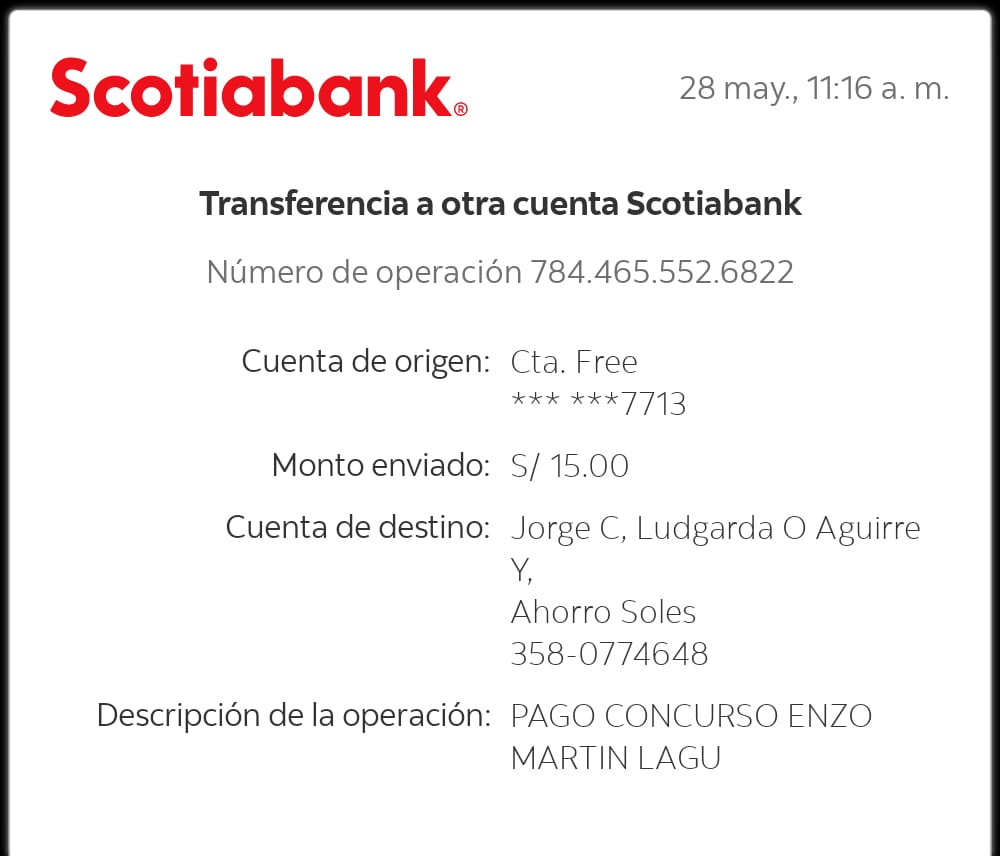 Scotiabank®
28 may., 11:16 a. m.
Transferencia a otra cuenta Scotiabank
Número de operación 784.465.552.6822
Cuenta de origen: Cta. Free
*** ***7713
Monto enviado: S/ 15.00
Cuenta de destino: Jorge C, Ludgarda O Aguirre
Y,
Ahorro Soles
358-0774648
Descripción de la operación: PAGO CONCURSO ENZO
MARTIN LAGU